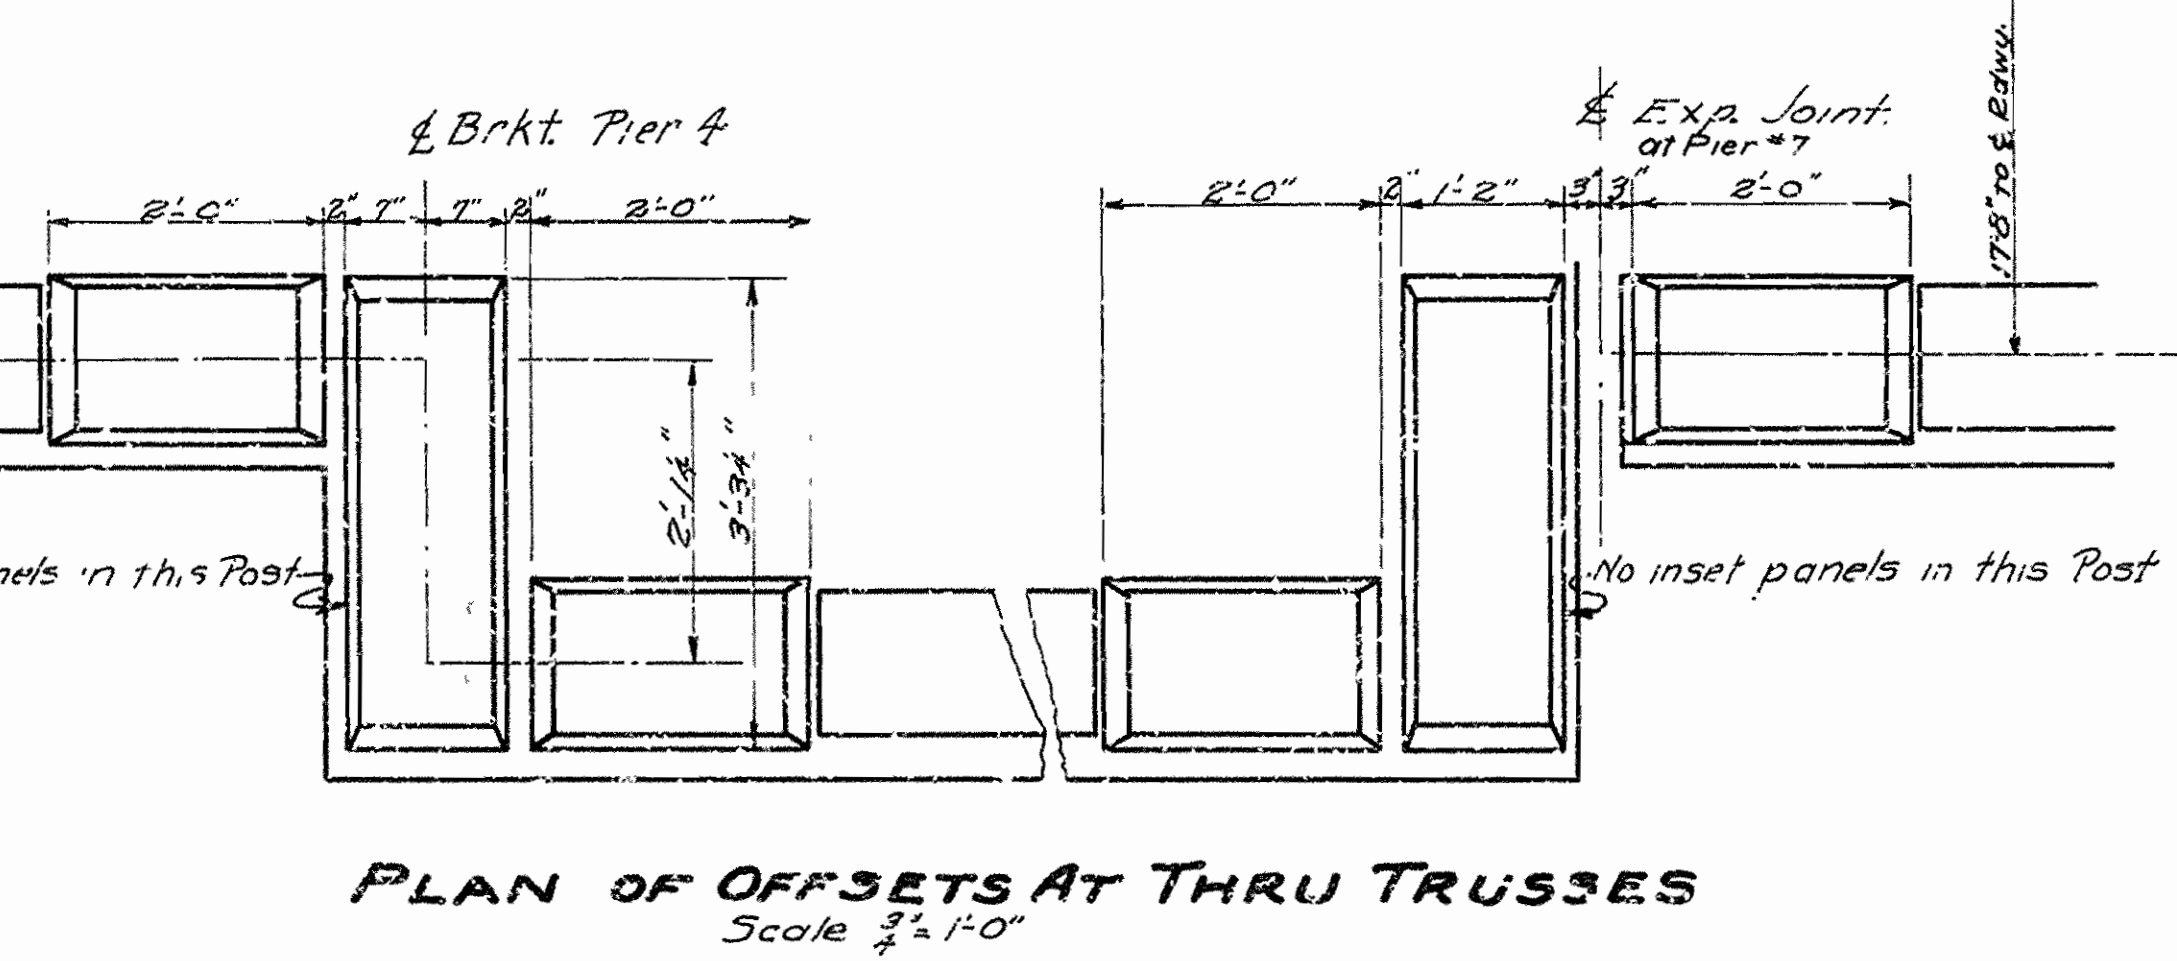 ℄ Brkt. Pier 4
2'-0" 2" 7" 7" 2" 2'-0"
℄ Exp. Joint.
at Pier #7
2'-0" 2" 1'-2" 3" 3" 2'-0"
17'-8" to ℄ Rdwy.
2'-1¼"
3'-3¼"
nels in this Post
No inset panels in this Post
PLAN OF OFFSETS AT THRU TRUSSES
Scale ¾"= 1'-0"